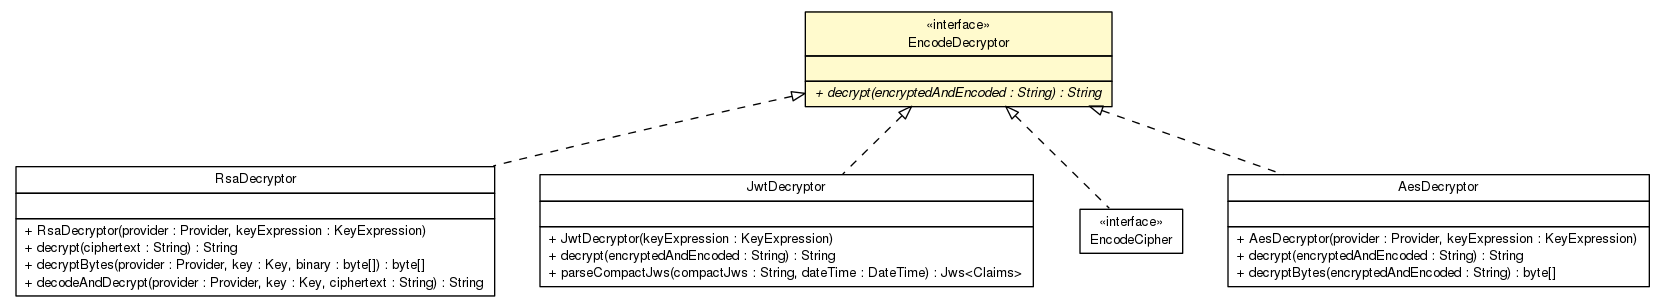 «interface»
EncodeDecryptor
+ decrypt(encryptedAndEncoded : String) : String
RsaDecryptor
+ RsaDecryptor(provider : Provider, keyExpression : KeyExpression)
+ decrypt(ciphertext : String) : String
+ decryptBytes(provider : Provider, key : Key, binary : byte[]) : byte[]
+ decodeAndDecrypt(provider : Provider, key : Key, ciphertext : String) : String
JwtDecryptor
+ JwtDecryptor(keyExpression : KeyExpression)
+ decrypt(encryptedAndEncoded : String) : String
+ parseCompactJws(compactJws : String, dateTime : DateTime) : Jws<Claims>
«interface»
EncodeCipher
AesDecryptor
+ AesDecryptor(provider : Provider, keyExpression : KeyExpression)
+ decrypt(encryptedAndEncoded : String) : String
+ decryptBytes(encryptedAndEncoded : String) : byte[]